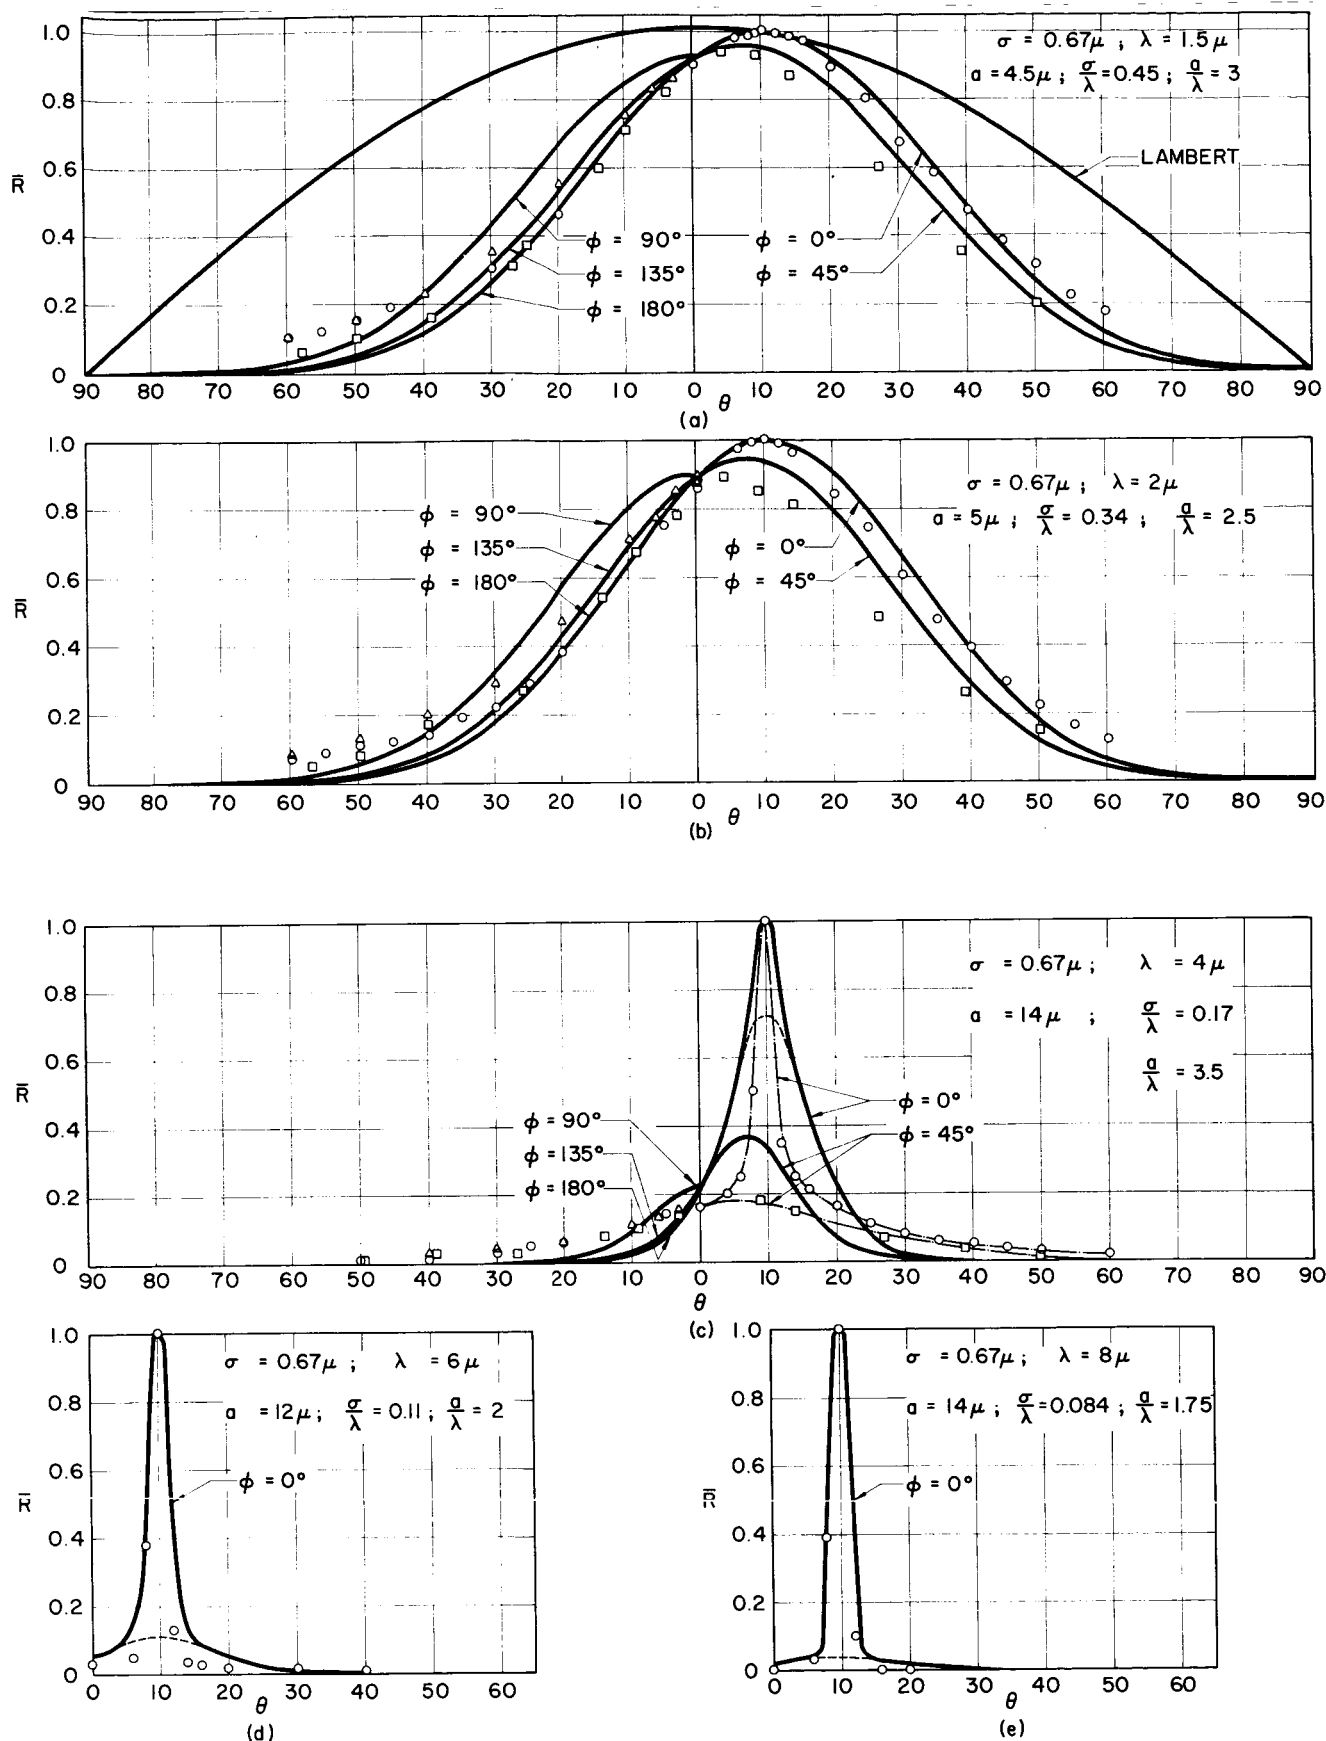 1.0
0.8
0.6
0.4
0.2
0
R̄
σ = 0.67μ ; λ = 1.5μ
a = 4.5μ ; σ/λ = 0.45 ; a/λ = 3
LAMBERT
φ = 90°
φ = 135°
φ = 180°
φ = 0°
φ = 45°
90 80 70 60 50 40 30 20 10 0 10 20 30 40 50 60 70 80 90
θ
(a)
1.0
0.8
0.6
0.4
0.2
0
R̄
σ = 0.67μ ; λ = 2μ
a = 5μ ; σ/λ = 0.34 ; a/λ = 2.5
φ = 90°
φ = 135°
φ = 180°
φ = 0°
φ = 45°
90 80 70 60 50 40 30 20 10 0 10 20 30 40 50 60 70 80 90
θ
(b)
1.0
0.8
0.6
0.4
0.2
0
R̄
σ = 0.67μ ; λ = 4μ
a = 14μ ; σ/λ = 0.17
a/λ = 3.5
φ = 90°
φ = 135°
φ = 180°
φ = 0°
φ = 45°
90 80 70 60 50 40 30 20 10 0 10 20 30 40 50 60 70 80 90
θ
(c)
1.0
0.8
0.6
0.4
0.2
0
R̄
σ = 0.67μ ; λ = 6μ
a = 12μ ; σ/λ = 0.11 ; a/λ = 2
φ = 0°
0 10 20 30 40 50 60
θ
(d)
1.0
0.8
0.6
0.4
0.2
0
R̄
σ = 0.67μ ; λ = 8μ
a = 14μ ; σ/λ = 0.084 ; a/λ = 1.75
φ = 0°
0 10 20 30 40 50 60
θ
(e)